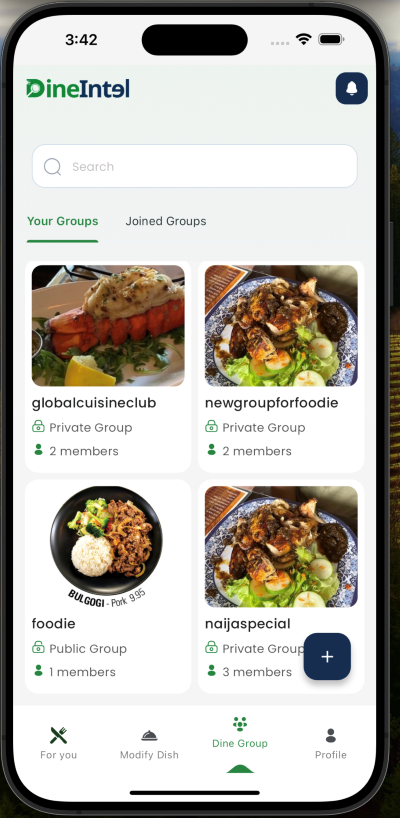 3:42
DineIntel
Search
Your Groups Joined Groups
globalcuisineclub
Private Group
2 members
newgroupforfoodie
Private Group
2 members
BULGOGI - Pork 9.95
foodie
Public Group
1 members
naijaspecial
Private Group
3 members
+
For you Modify Dish Dine Group Profile